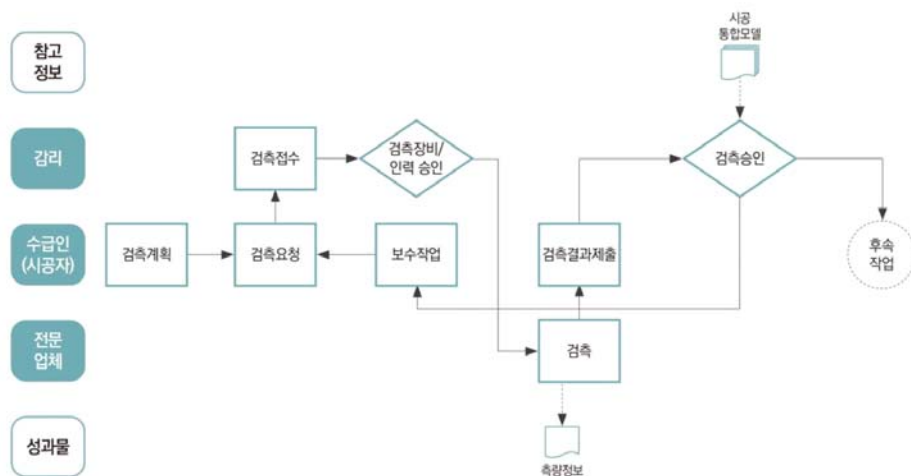 시공
통합모델
참고
정보
감리
검측접수
검측장비/
인력 승인
검측승인
수급인
(시공자)
검측계획
검측요청
보수작업
검측결과제출
후속
작업
전문
업체
검측
성과물
측량정보